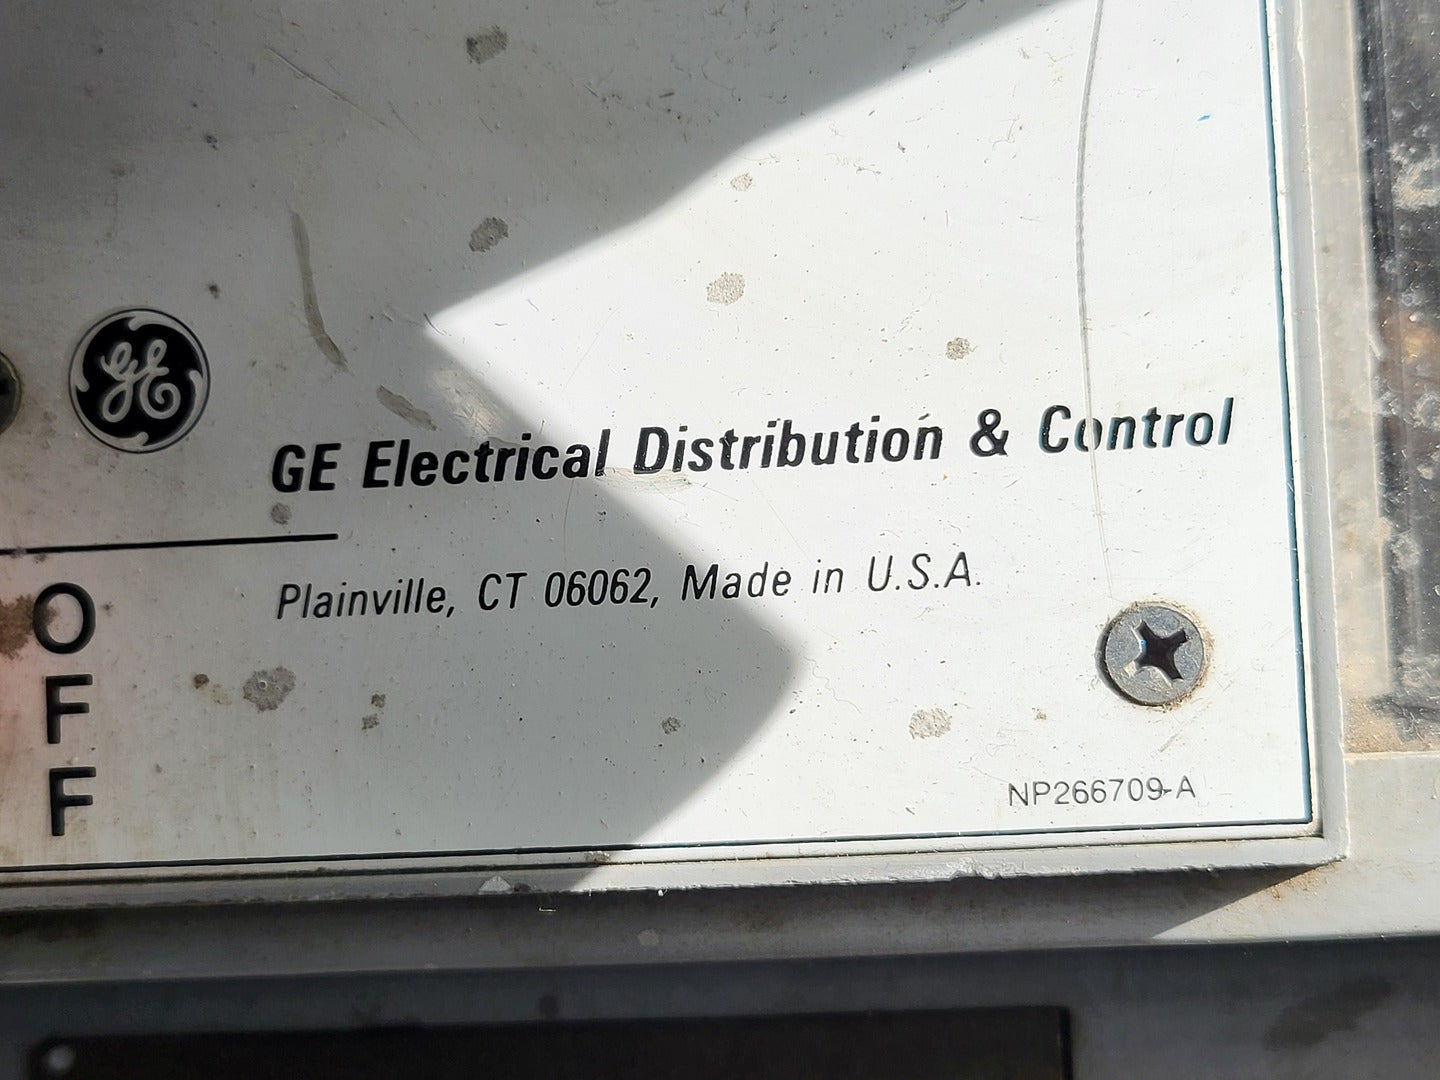 GE
GE Electrical Distribution & Control
Plainville, CT 06062, Made in U.S.A.
OFF
NP266709-A